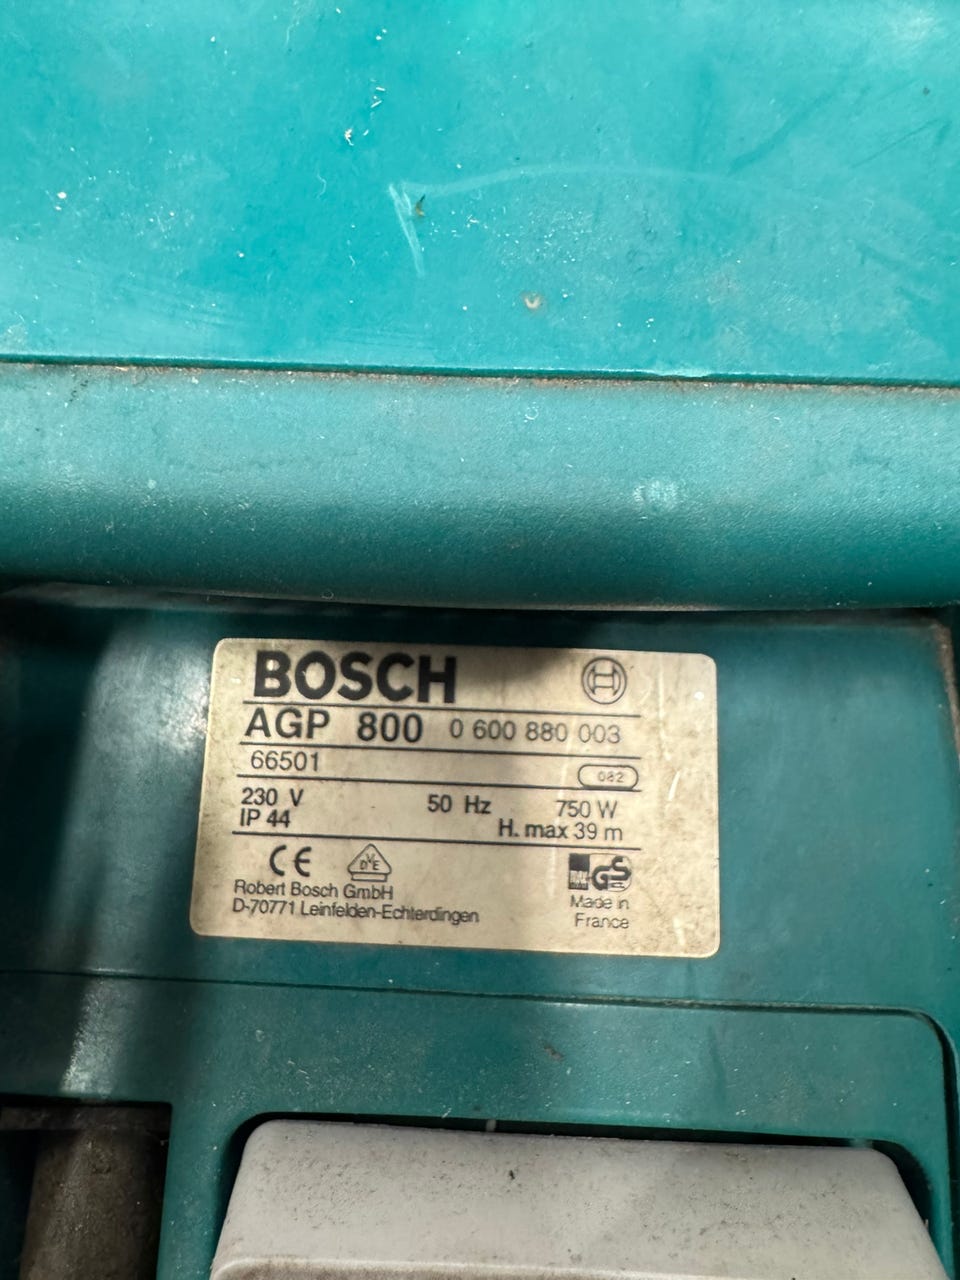 BOSCH
AGP 800 0 600 880 003
66501
082
230 V 50 Hz 750 W
IP 44 H. max 39 m
CE VDE GS
Robert Bosch GmbH Made in
D-70771 Leinfelden-Echterdingen France